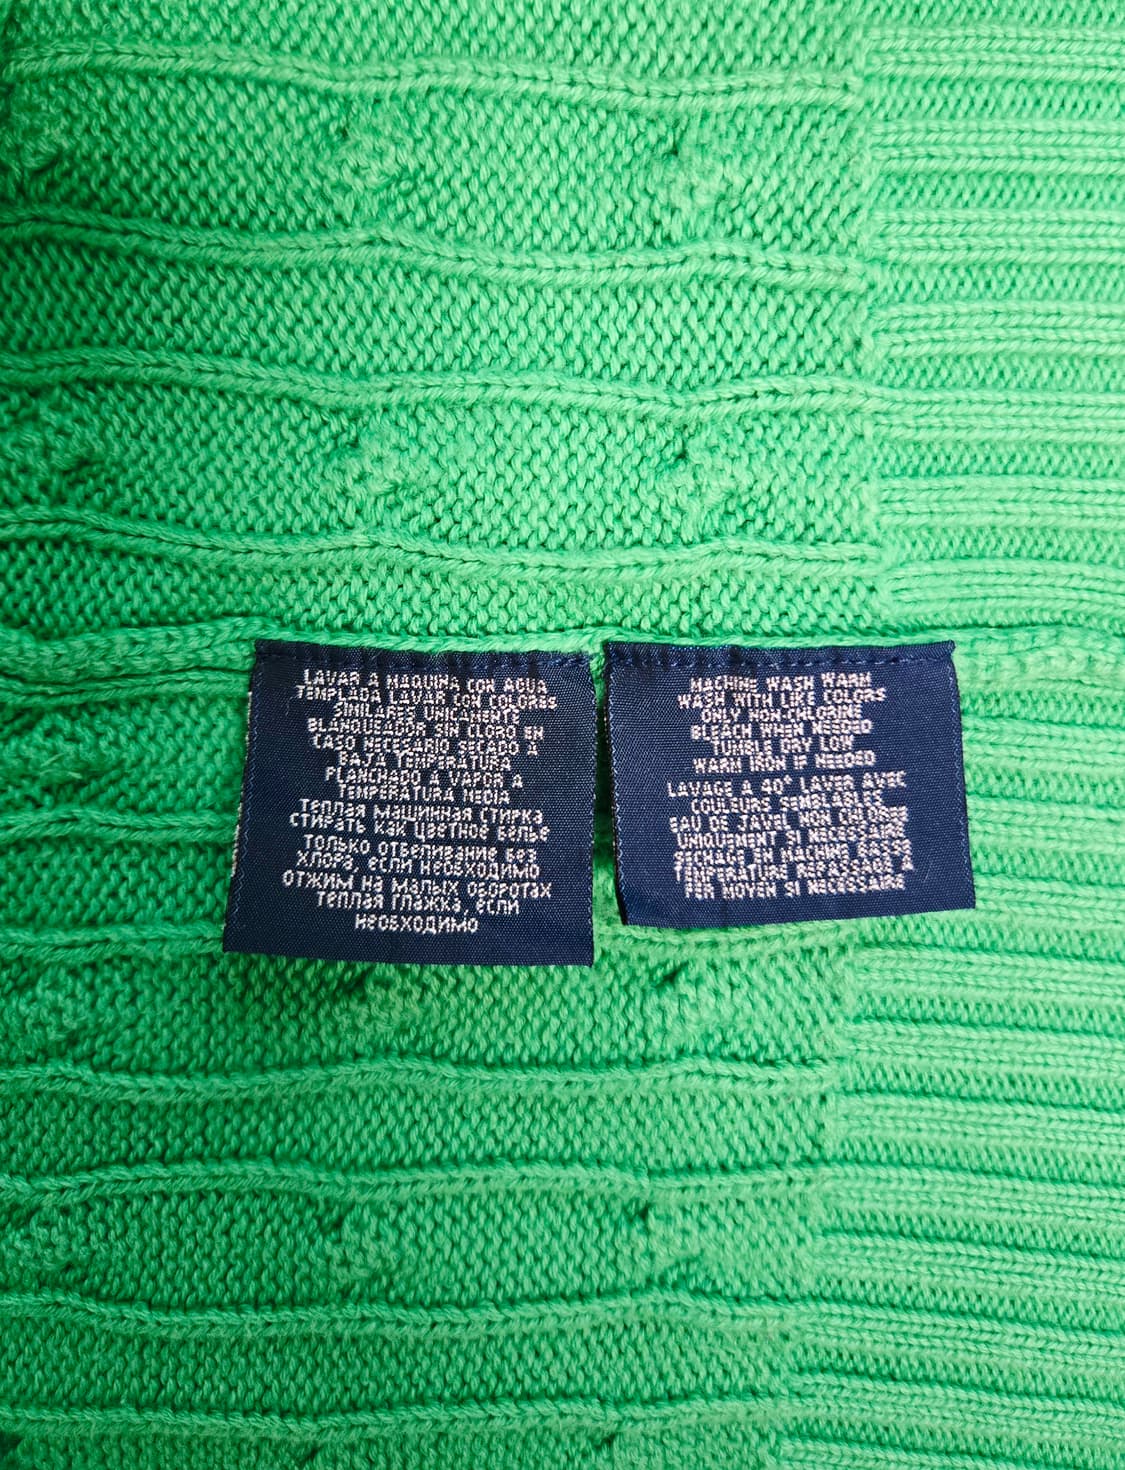 LAVAR A MAQUINA CON AGUA
TEMPLADA LAVAR CON COLORES
SIMILARES UNICAMENTE
BLANQUEADOR SIN CLORO EN
CASO NECESARIO SECADO A
BAJA TEMPERATURA
PLANCHADO A VAPOR A
TEMPERATURA MEDIA
ТЕПЛАЯ МАШИННАЯ СТИРКА
СТИРАТЬ КАК ЦВЕТНОЕ БЕЛЬЕ
ТОЛЬКО ОТБЕЛИВАНИЕ БЕЗ
ХЛОРА, ЕСЛИ НЕОБХОДИМО
ОТЖИМ НА МАЛЫХ ОБОРОТАХ
ТЕПЛАЯ ГЛАЖКА, ЕСЛИ
НЕОБХОДИМО
MACHINE WASH WARM
WASH WITH LIKE COLORS
ONLY NON-CHLORINE
BLEACH WHEN NEEDED
TUMBLE DRY LOW
WARM IRON IF NEEDED
LAVAGE A 40° LAVER AVEC
COULEURS SEMBLABLES
EAU DE JAVEL NON CHLOREE
UNIQUEMENT SI NECESSAIRE
SECHAGE EN MACHINE BASSE
TEMPERATURE REPASSAGE A
FER MOYEN SI NECESSAIRE